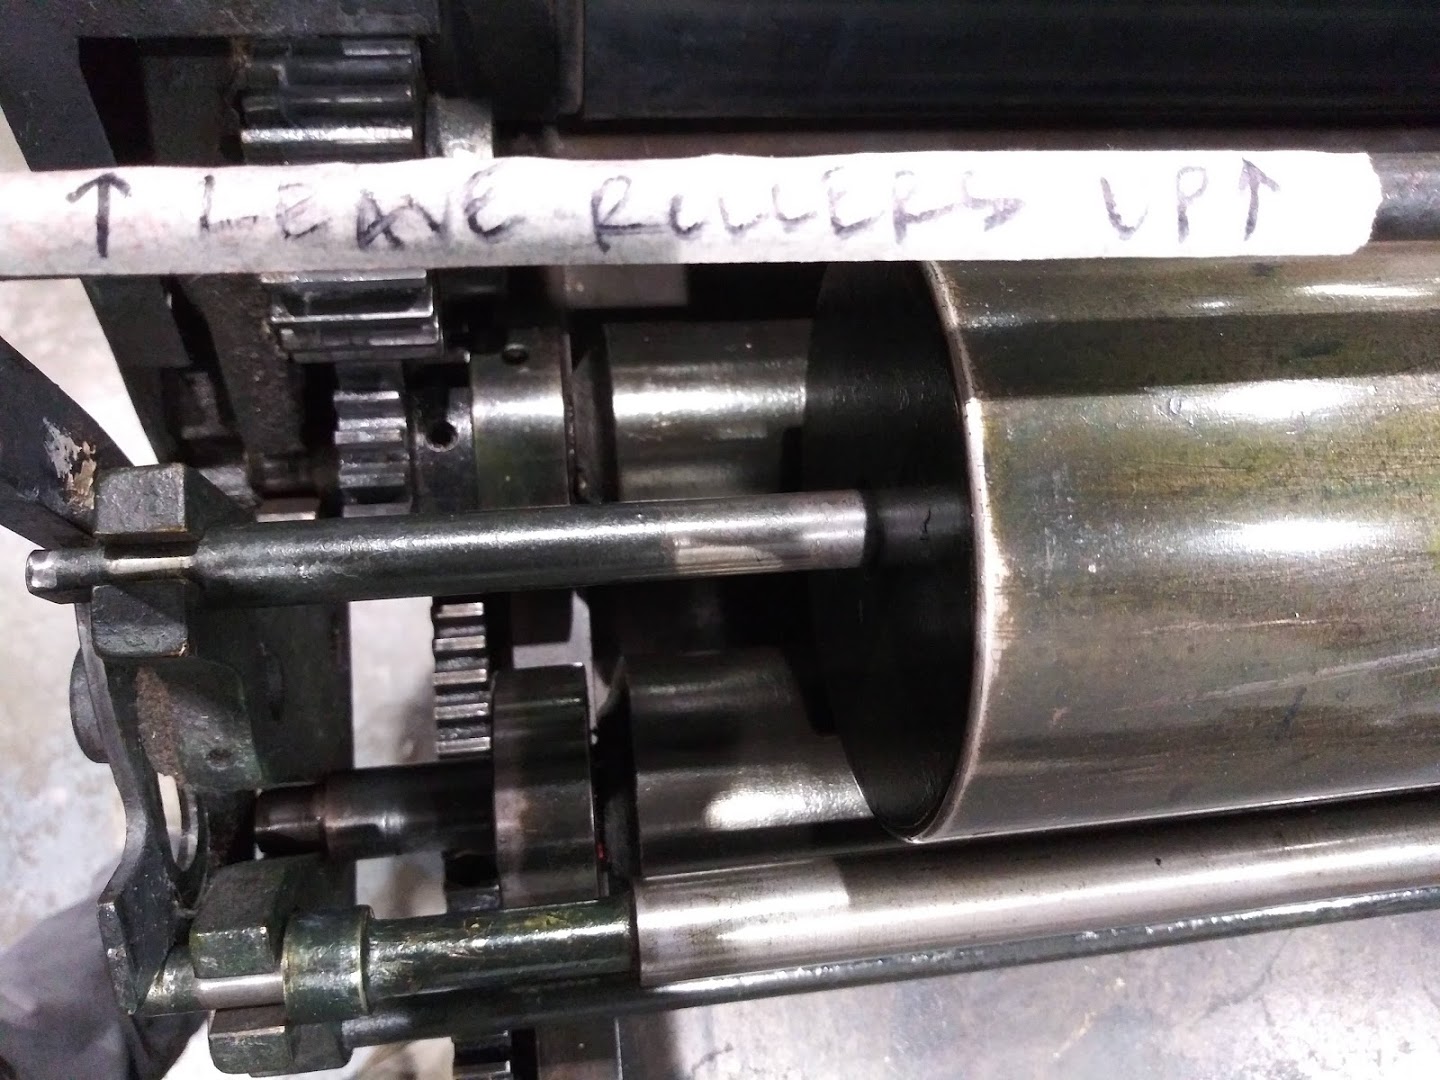 ↑ LEAVE ROLLERS UP ↑